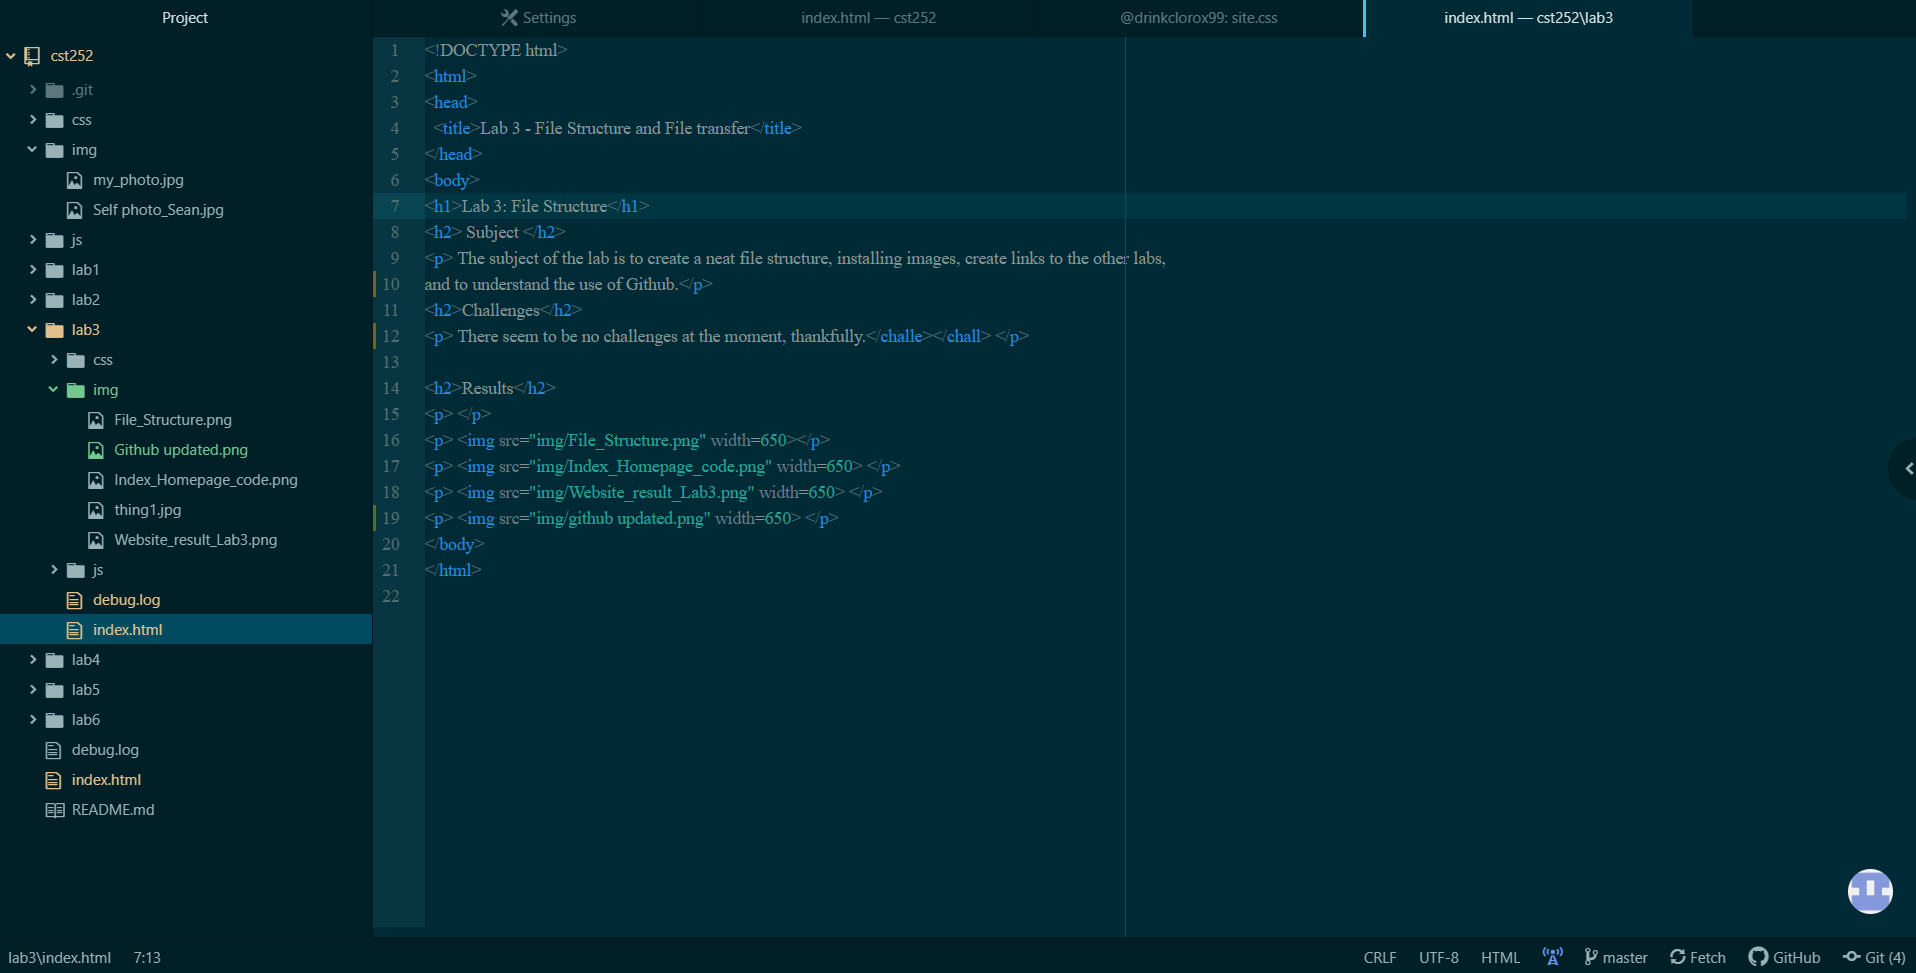 Project
Settings
index.html — cst252
@drinkclorox99: site.css
index.html — cst252\lab3
cst252
.git
css
img
my_photo.jpg
Self photo_Sean.jpg
js
lab1
lab2
lab3
css
img
File_Structure.png
Github updated.png
Index_Homepage_code.png
thing1.jpg
Website_result_Lab3.png
js
debug.log
index.html
lab4
lab5
lab6
debug.log
index.html
README.md
1 <!DOCTYPE html>
2 <html>
3 <head>
4 <title>Lab 3 - File Structure and File transfer</title>
5 </head>
6 <body>
7 <h1>Lab 3: File Structure</h1>
8 <h2> Subject </h2>
9 <p> The subject of the lab is to create a neat file structure, installing images, create links to the other labs,
10 and to understand the use of Github.</p>
11 <h2>Challenges</h2>
12 <p> There seem to be no challenges at the moment, thankfully.</challe></chall> </p>
13
14 <h2>Results</h2>
15 <p> </p>
16 <p> <img src="img/File_Structure.png" width=650></p>
17 <p> <img src="img/Index_Homepage_code.png" width=650> </p>
18 <p> <img src="img/Website_result_Lab3.png" width=650> </p>
19 <p> <img src="img/github updated.png" width=650> </p>
20 </body>
21 </html>
22
lab3\index.html 7:13
CRLF UTF-8 HTML master Fetch GitHub Git (4)